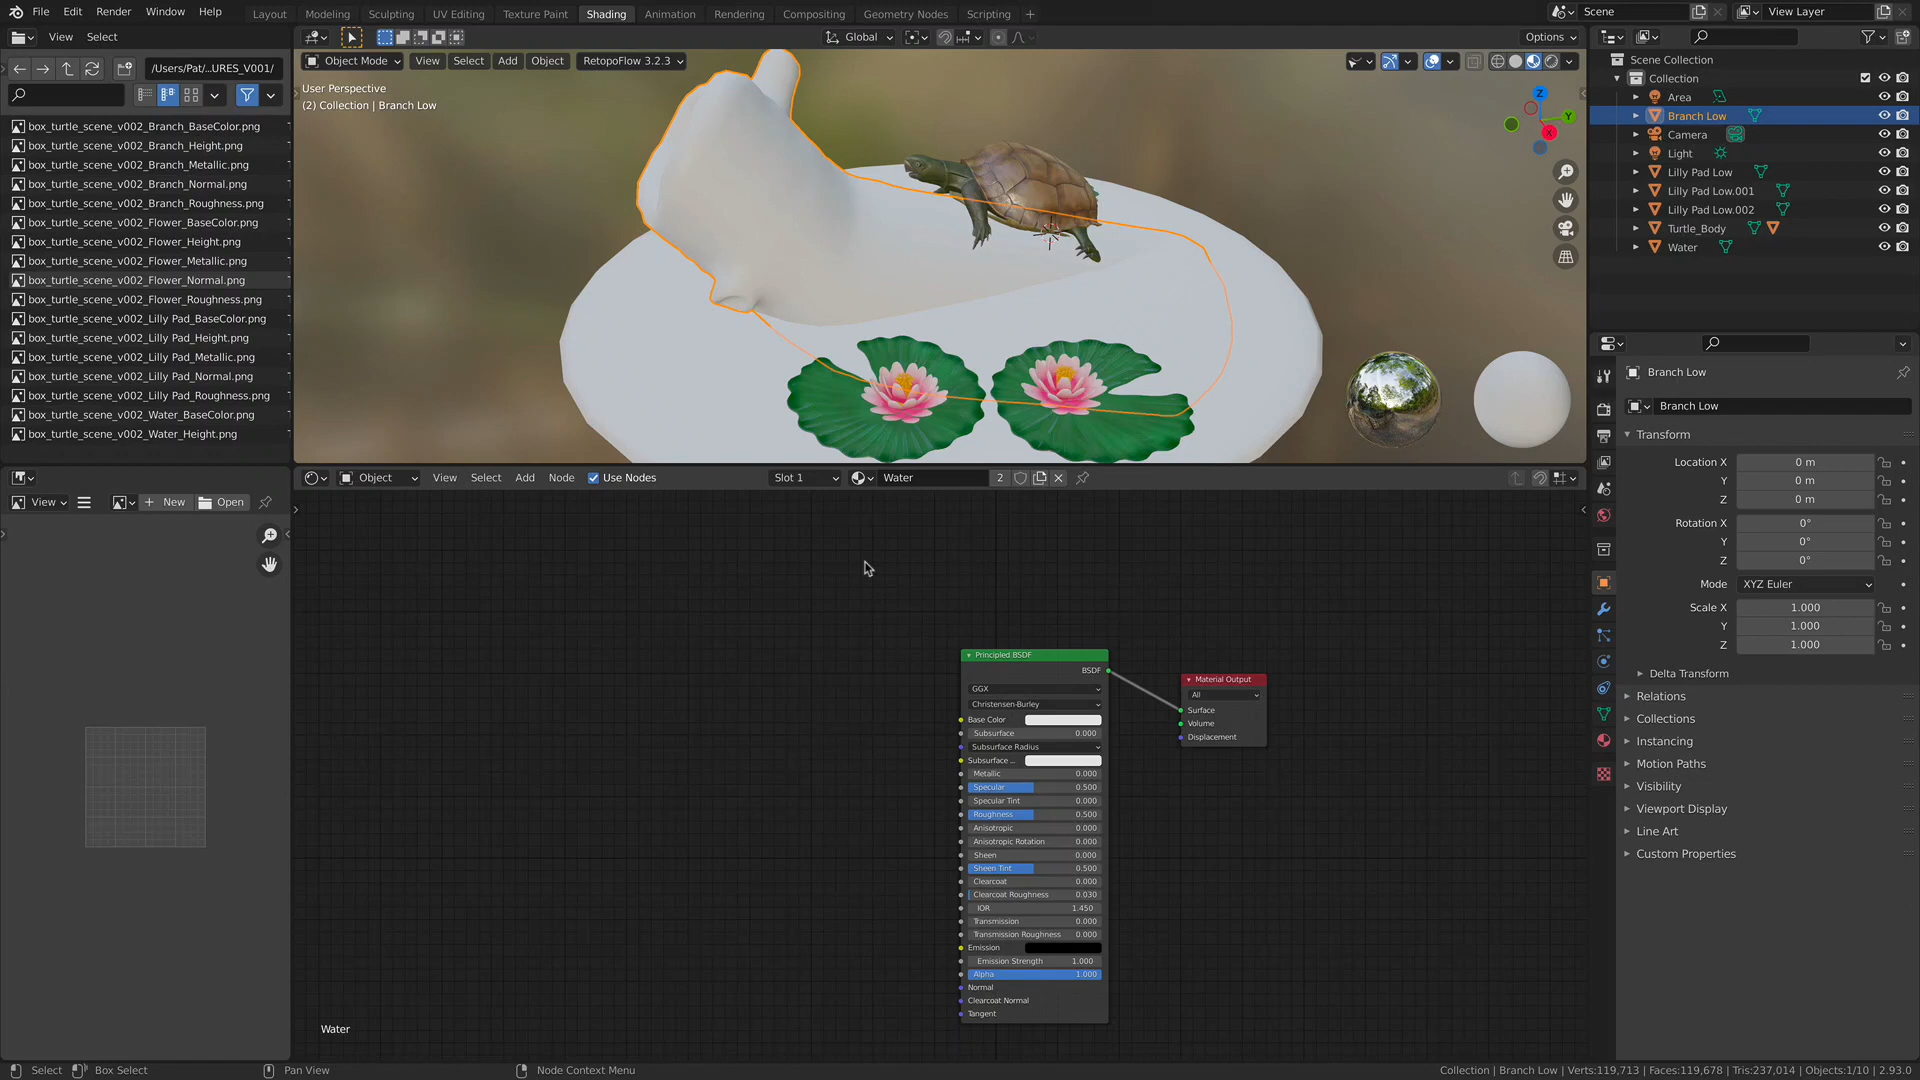 File Edit Render Window Help
Layout Modeling Sculpting UV Editing Texture Paint Shading Animation Rendering Compositing Geometry Nodes Scripting
Scene View Layer
View Select
Global Options
/Users/Pat/...URES_V001/
Object Mode View Select Add Object RetopoFlow 3.2.3
User Perspective
(2) Collection | Branch Low
Z
Y
X
box_turtle_scene_v002_Branch_BaseColor.png
box_turtle_scene_v002_Branch_Height.png
box_turtle_scene_v002_Branch_Metallic.png
box_turtle_scene_v002_Branch_Normal.png
box_turtle_scene_v002_Branch_Roughness.png
box_turtle_scene_v002_Flower_BaseColor.png
box_turtle_scene_v002_Flower_Height.png
box_turtle_scene_v002_Flower_Metallic.png
box_turtle_scene_v002_Flower_Normal.png
box_turtle_scene_v002_Flower_Roughness.png
box_turtle_scene_v002_Lilly Pad_BaseColor.png
box_turtle_scene_v002_Lilly Pad_Height.png
box_turtle_scene_v002_Lilly Pad_Metallic.png
box_turtle_scene_v002_Lilly Pad_Normal.png
box_turtle_scene_v002_Lilly Pad_Roughness.png
box_turtle_scene_v002_Water_BaseColor.png
box_turtle_scene_v002_Water_Height.png
Scene Collection
Collection
Area
Branch Low
Camera
Light
Lilly Pad Low
Lilly Pad Low.001
Lilly Pad Low.002
Turtle_Body
Water
Branch Low
Branch Low
Transform
Location X 0 m
Y 0 m
Z 0 m
Rotation X 0°
Y 0°
Z 0°
Mode XYZ Euler
Scale X 1.000
Y 1.000
Z 1.000
Delta Transform
Relations
Collections
Instancing
Motion Paths
Visibility
Viewport Display
Line Art
Custom Properties
View New Open
Object View Select Add Node Use Nodes Slot 1 Water 2
Principled BSDF
BSDF
GGX
Christensen-Burley
Base Color
Subsurface 0.000
Subsurface Radius
Subsurface ..
Metallic 0.000
Specular 0.500
Specular Tint 0.000
Roughness 0.500
Anisotropic 0.000
Anisotropic Rotation 0.000
Sheen 0.000
Sheen Tint 0.500
Clearcoat 0.000
Clearcoat Roughness 0.030
IOR 1.450
Transmission 0.000
Transmission Roughness 0.000
Emission
Emission Strength 1.000
Alpha 1.000
Normal
Clearcoat Normal
Tangent
Material Output
All
Surface
Volume
Displacement
Water
Select Box Select Pan View Node Context Menu
Collection | Branch Low | Verts:119,713 | Faces:119,678 | Tris:237,014 | Objects:1/10 | 2.93.0